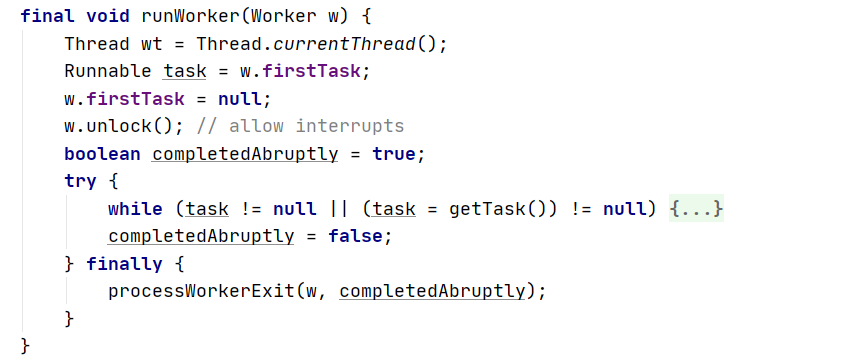 final void runWorker(Worker w) {
    Thread wt = Thread.currentThread();
    Runnable task = w.firstTask;
    w.firstTask = null;
    w.unlock(); // allow interrupts
    boolean completedAbruptly = true;
    try {
        while (task != null || (task = getTask()) != null) {...}
        completedAbruptly = false;
    } finally {
        processWorkerExit(w, completedAbruptly);
    }
}